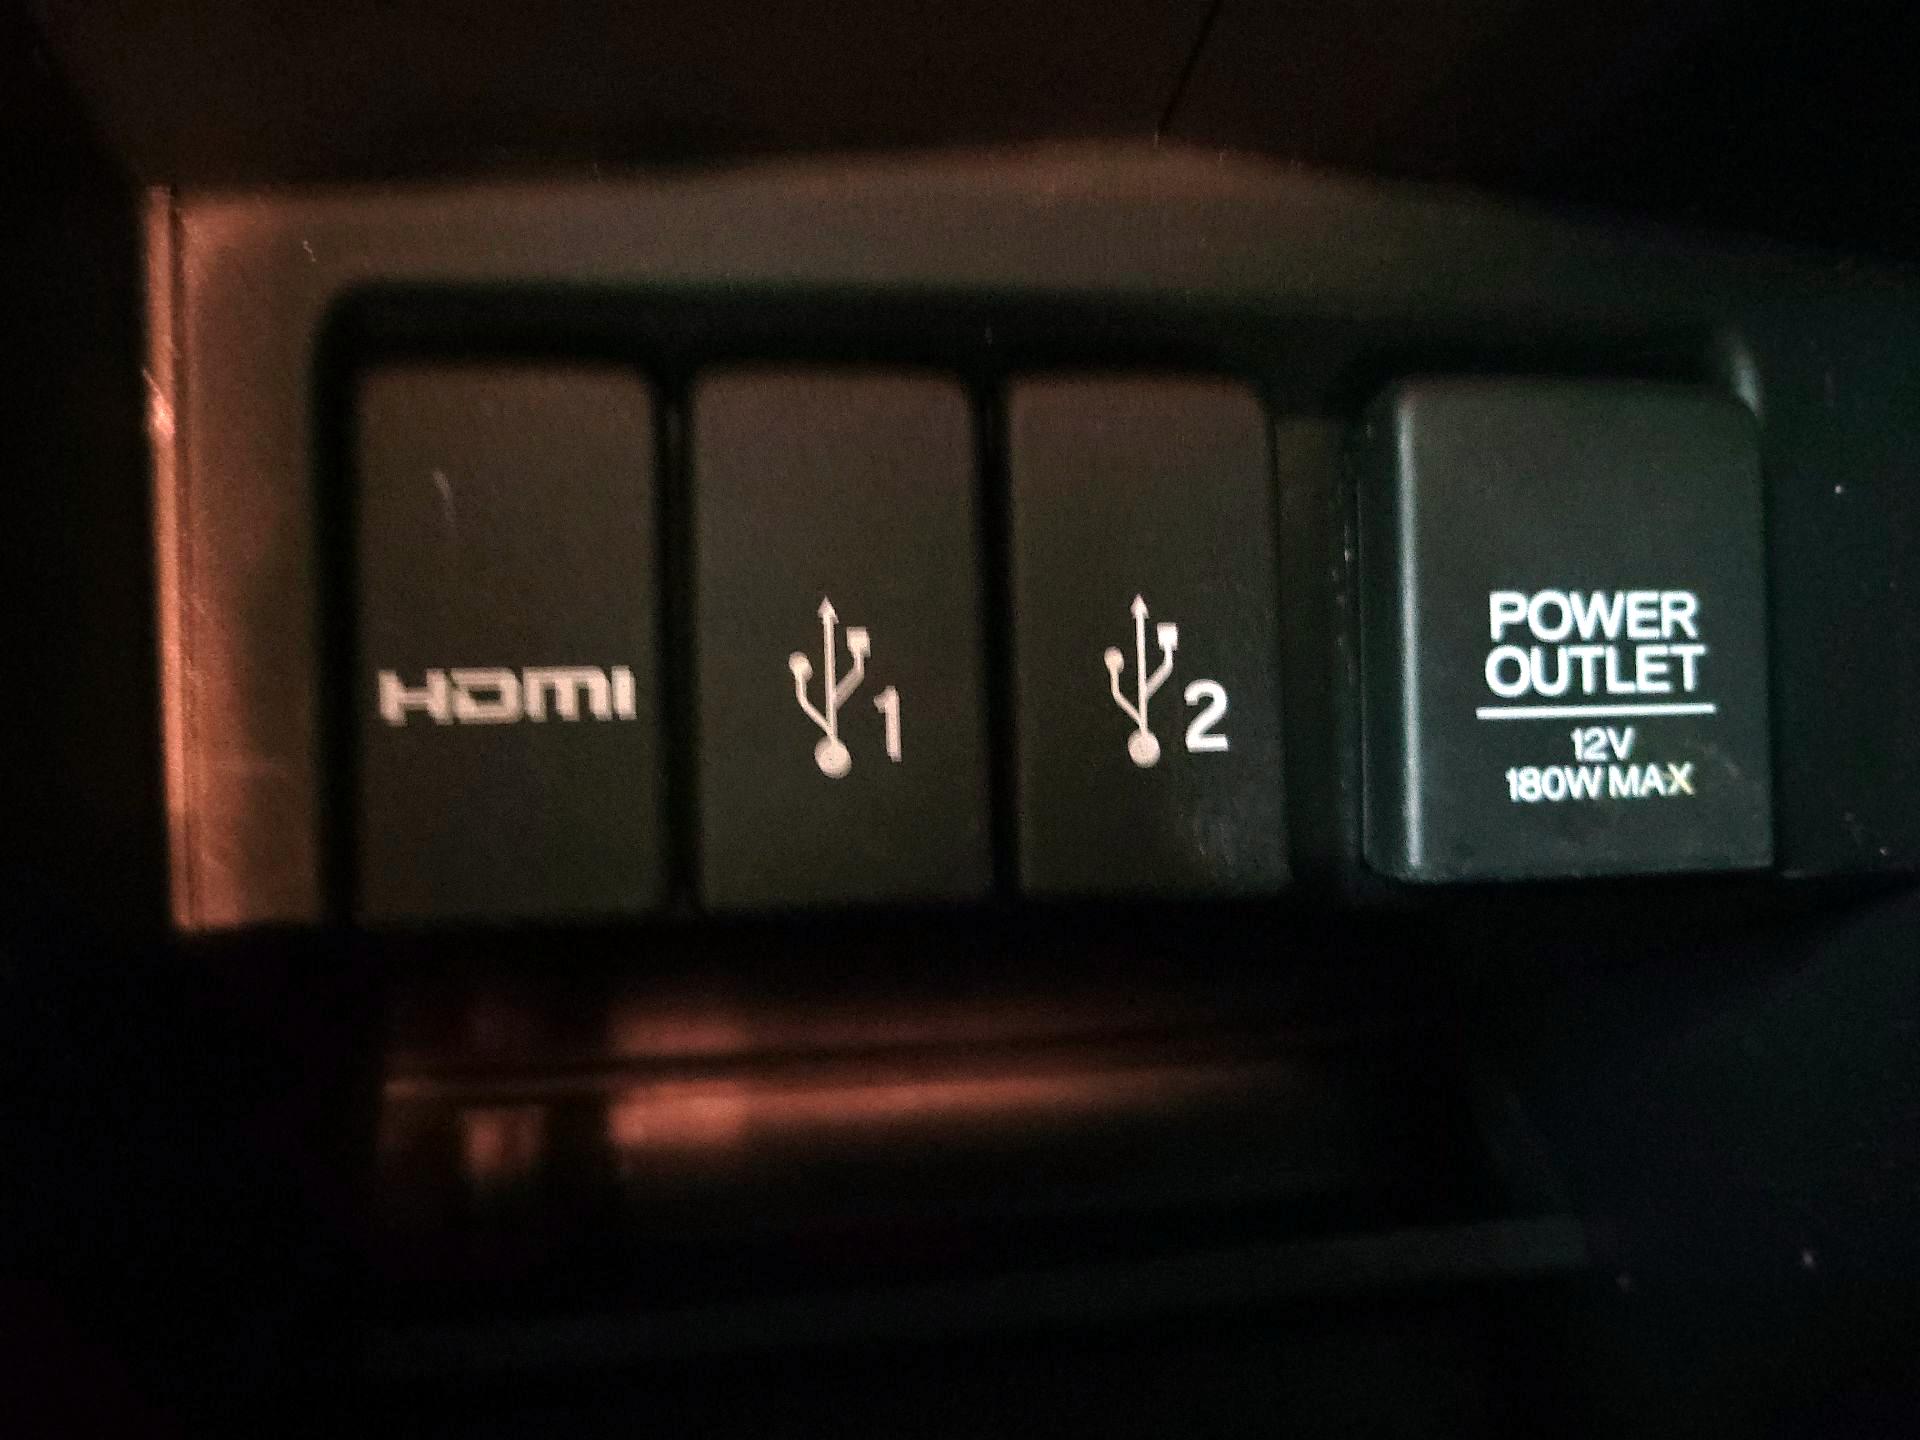 HDMI
1
2
POWER
OUTLET
12V
180W MAX